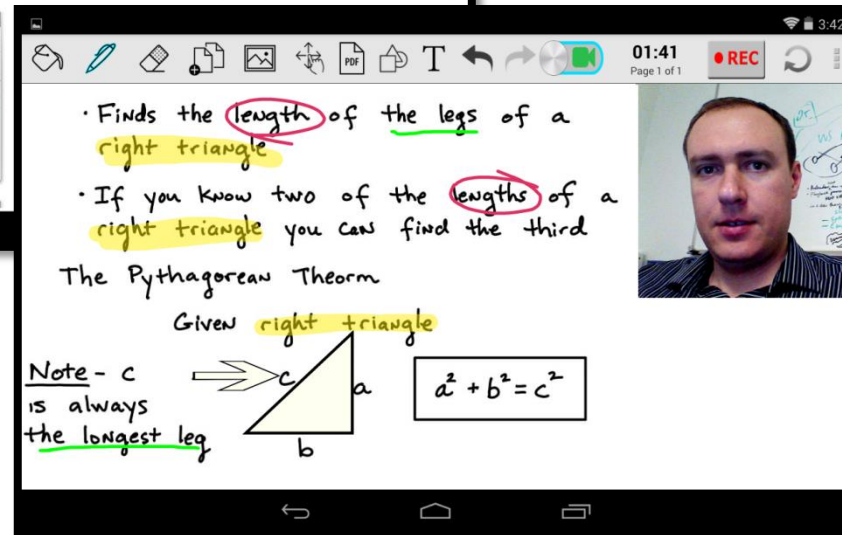 3:42
PDF
T
01:41
Page 1 of 1
REC
· Finds the length of the legs of a
right triangle
· If you know two of the lengths of a
right triangle you can find the third
The Pythagorean Theorm
Given right triangle
Note - c
is always
the longest leg
c
a
b
a² + b² = c²